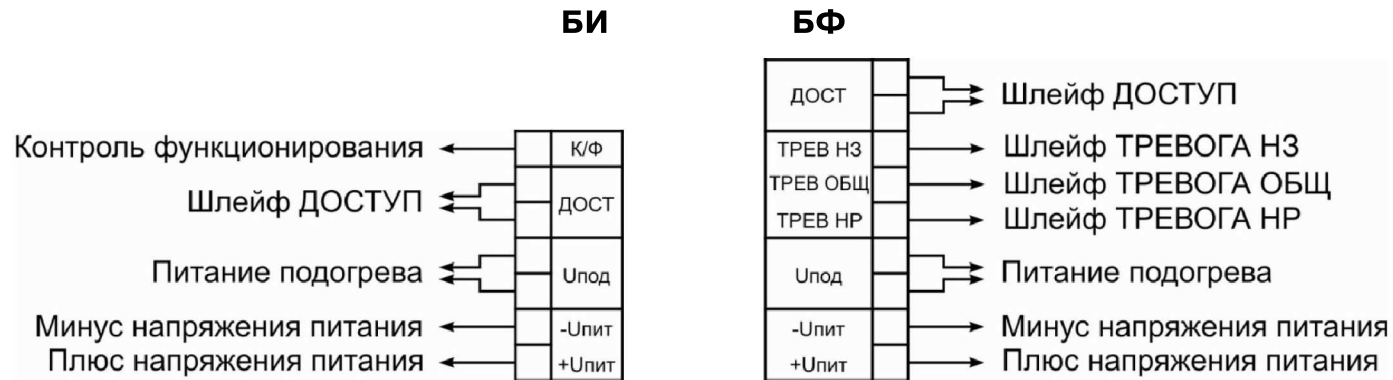 БИ
БФ
Контроль функционирования
К/Ф
Шлейф ДОСТУП
ДОСТ
Питание подогрева
Uпод
Минус напряжения питания
-Uпит
Плюс напряжения питания
+Uпит
ДОСТ
Шлейф ДОСТУП
ТРЕВ НЗ
Шлейф ТРЕВОГА НЗ
ТРЕВ ОБЩ
Шлейф ТРЕВОГА ОБЩ
ТРЕВ НР
Шлейф ТРЕВОГА НР
Uпод
Питание подогрева
-Uпит
Минус напряжения питания
+Uпит
Плюс напряжения питания